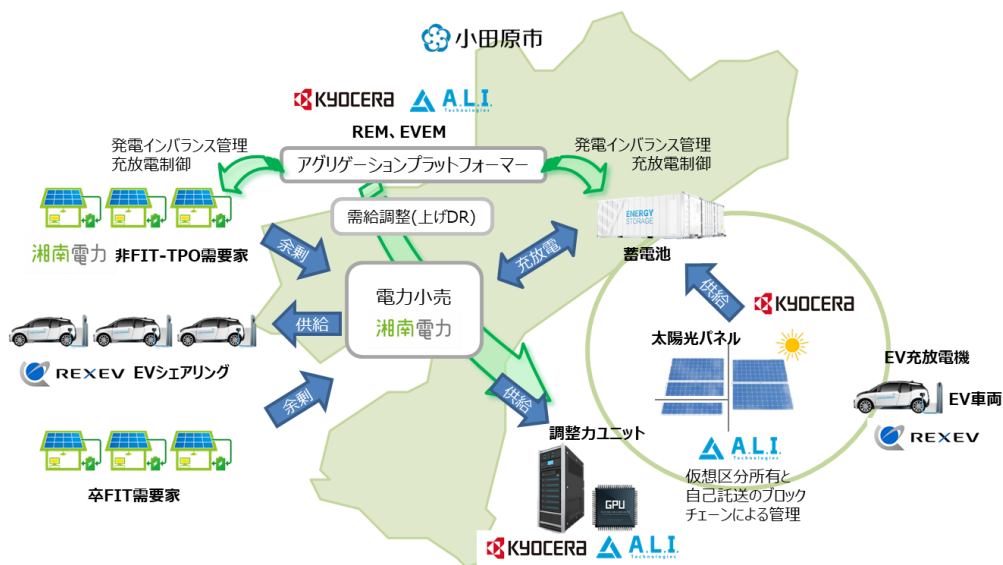 小田原市
KYOCERA
A.L.I.
Technologies
REM、EVEM
アグリゲーションプラットフォーマー
発電インバランス管理
充放電制御
発電インバランス管理
充放電制御
需給調整(上げDR)
湘南電力 非FIT-TPO需要家
余剰
充放電
ENERGY
STORAGE
蓄電池
電力小売
湘南電力
供給
供給
KYOCERA
REXEV EVシェアリング
太陽光パネル
EV充放電機
EV車両
REXEV
余剰
供給
調整力ユニット
GPU
KYOCERA
A.L.I.
Technologies
A.L.I.
Technologies
仮想区分所有と
自己託送のブロック
チェーンによる管理
卒FIT需要家